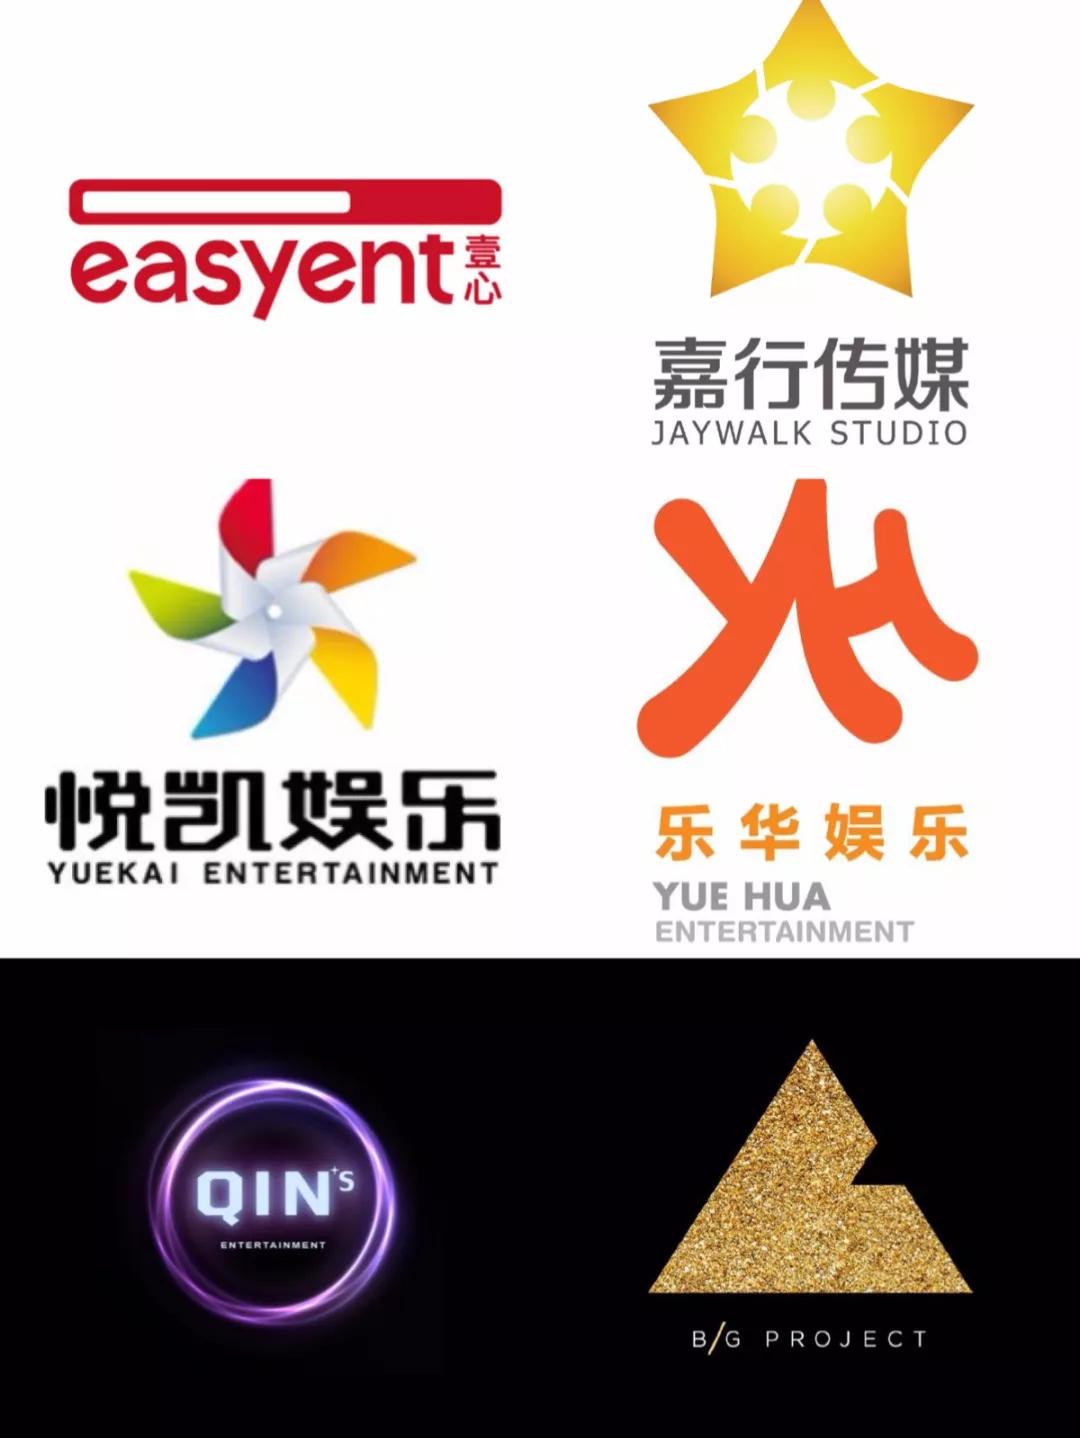 easyent
壹心
嘉行传媒
JAYWALK STUDIO
悦凯娱乐
YUEKAI ENTERTAINMENT
乐华娱乐
YUE HUA
ENTERTAINMENT
QIN's
ENTERTAINMENT
B/G PROJECT